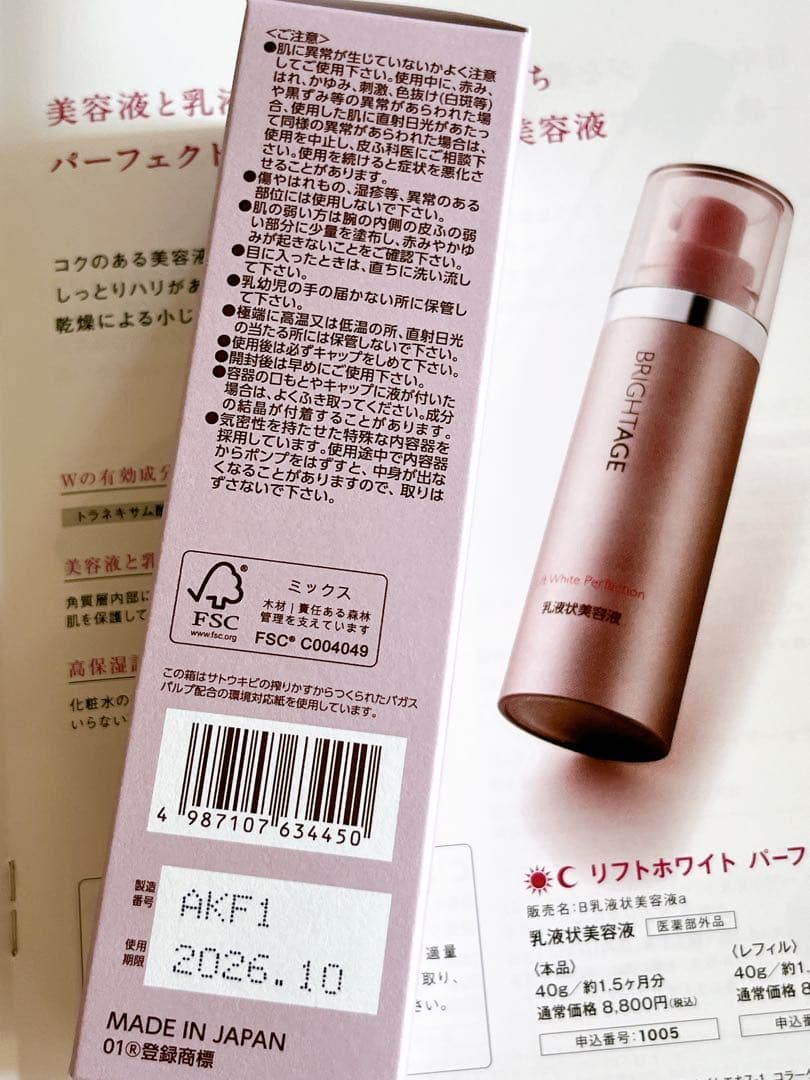 <ご注意>
●肌に異常が生じていないかよく注意
してご使用下さい。使用中に、赤み、
はれ、かゆみ、刺激、色抜け(白斑等)
や黒ずみ等の異常があらわれた場
合、使用した肌に直射日光があたっ
て同様の異常があらわれた場合は、
使用を中止し、皮ふ科医にご相談下
さい。使用を続けると症状を悪化さ
せることがあります。
●傷やはれもの、湿疹等、異常のある
部位には使用しないで下さい。
●肌の弱い方は腕の内側の皮ふの弱
い部分に少量を塗布し、赤みやかゆ
みが起きないことをご確認下さい。
●目に入ったときは、直ちに洗い流し
て下さい。
●乳幼児の手の届かない所に保管し
て下さい。
●極端に高温又は低温の所、直射日光
の当たる所には保管しないで下さい。
●使用後は必ずキャップをしめて下さい。
●開封後は早めにご使用下さい。
●容器の口もとやキャップに液が付いた
場合は、よくふき取ってください。成分
の結晶が付着することがあります。
●気密性を持たせた特殊な内容器を
採用しています。使用途中で内容器
からポンプをはずすと、中身が出な
くなることがありますので、取りは
ずさないで下さい。
FSC
www.fsc.org
ミックス
木材|責任ある森林
管理を支えています
FSC® C004049
この箱はサトウキビの搾りかすからつくられたバガス
パルプ配合の環境対応紙を使用しています。
4 987107 634450
製造
番号
AKF1
使用
期限
2026.10
MADE IN JAPAN
01®登録商標
美容液と乳
ち
パーフェクト
美容液
コクのある美容液
しっとりハリがあ
乾燥による小じ
Wの有効成分
トラネキサム酸
美容液と乳
角質層内部に
肌を保護して
高保湿
化粧水の
いらない
BRIGHTAGE
White Perfection
乳液状美容液
C リフトホワイト パーフ
販売名:B乳液状美容液a
乳液状美容液 医薬部外品
〈本品〉
40g/約1.5ヶ月分
通常価格 8,800円(税込)
申込番号:1005
〈レフィル〉
40g/約1.
通常価格 8
申込番
適量
取り、
さい。